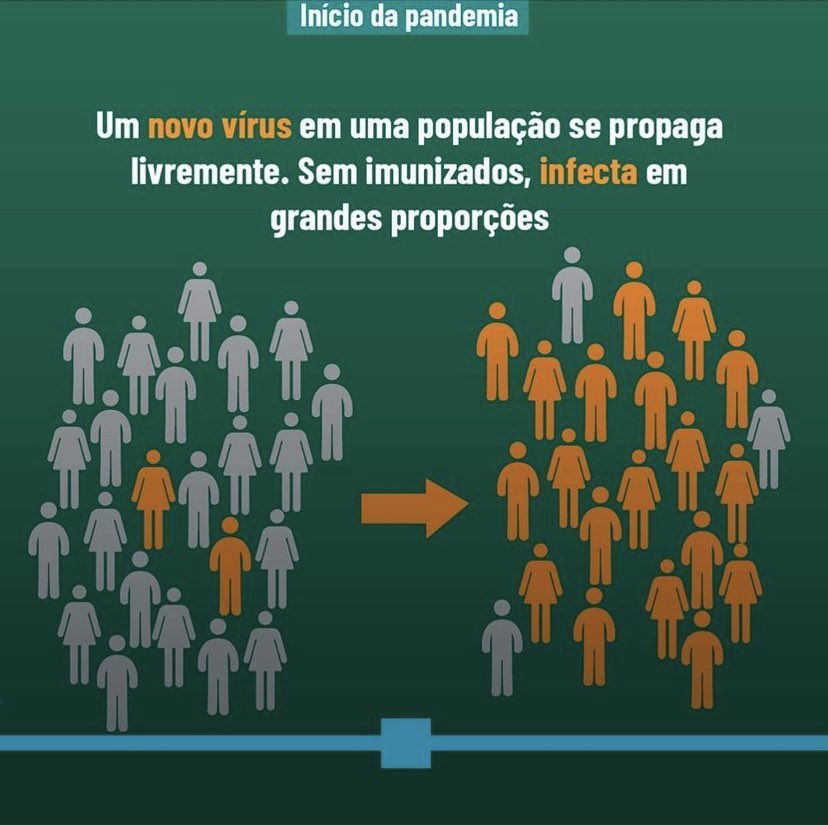 Início da pandemia
Um novo vírus em uma população se propaga
livremente. Sem imunizados, infecta em
grandes proporções